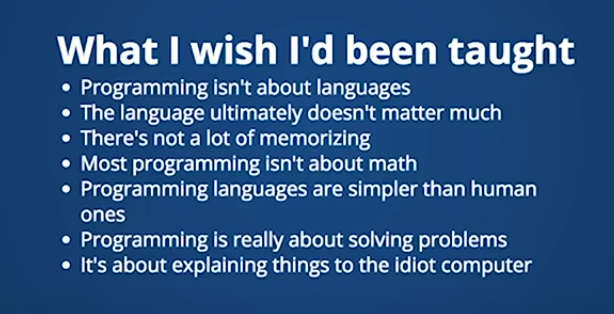 What I wish I'd been taught
• Programming isn't about languages
• The language ultimately doesn't matter much
• There's not a lot of memorizing
• Most programming isn't about math
• Programming languages are simpler than human
ones
• Programming is really about solving problems
• It's about explaining things to the idiot computer